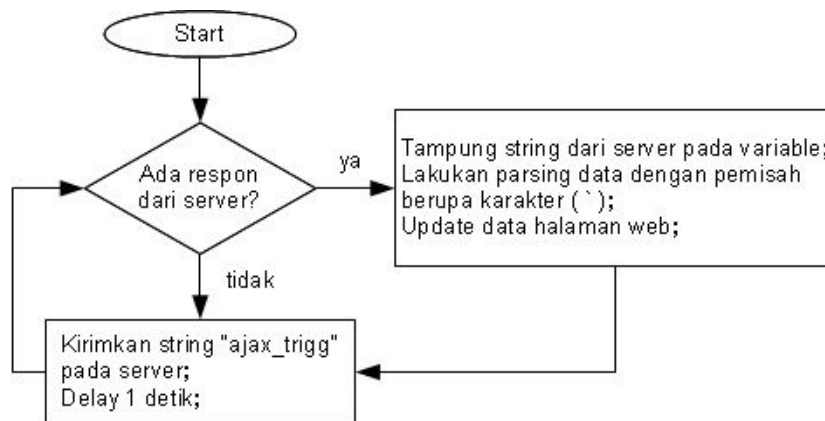 Start
Ada respon
dari server?
ya
Tampung string dari server pada variable;
Lakukan parsing data dengan pemisah
berupa karakter ( ` );
Update data halaman web;
tidak
Kirimkan string "ajax_trigg"
pada server;
Delay 1 detik;